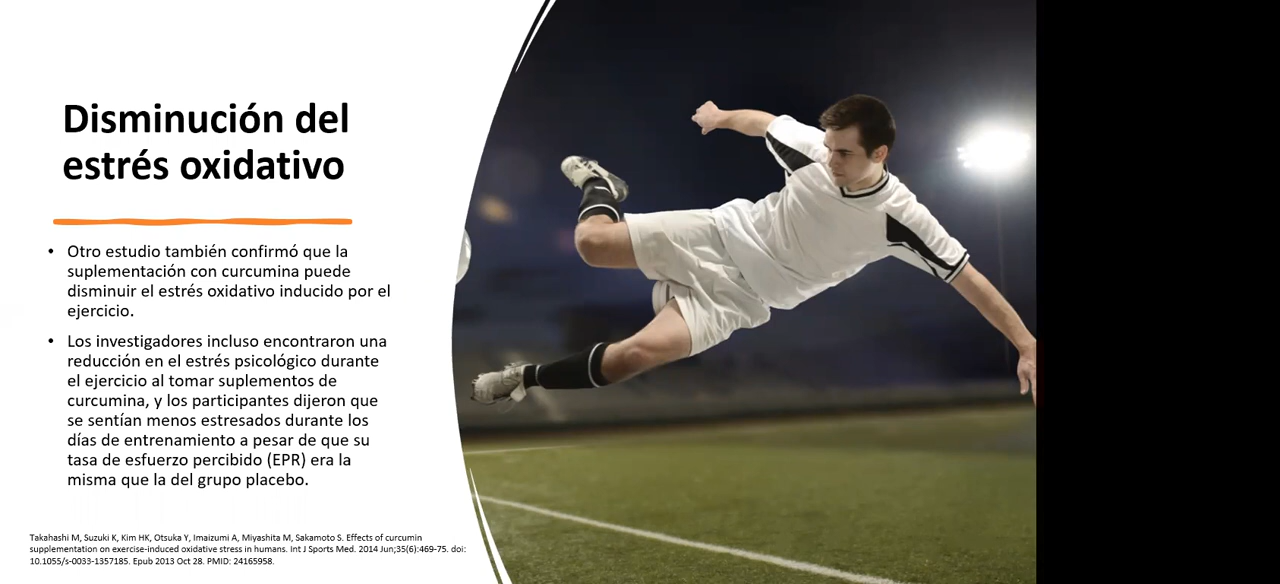 Disminución del
estrés oxidativo
• Otro estudio también confirmó que la
suplementación con curcumina puede
disminuir el estrés oxidativo inducido por el
ejercicio.
• Los investigadores incluso encontraron una
reducción en el estrés psicológico durante
el ejercicio al tomar suplementos de
curcumina, y los participantes dijeron que
se sentían menos estresados durante los
días de entrenamiento a pesar de que su
tasa de esfuerzo percibido (EPR) era la
misma que la del grupo placebo.
Takahashi M, Suzuki K, Kim HK, Otsuka Y, Imaizumi A, Miyashita M, Sakamoto S. Effects of curcumin
supplementation on exercise-induced oxidative stress in humans. Int J Sports Med. 2014 Jun;35(6):469-75. doi:
10.1055/s-0033-1357185. Epub 2013 Oct 28. PMID: 24165958.